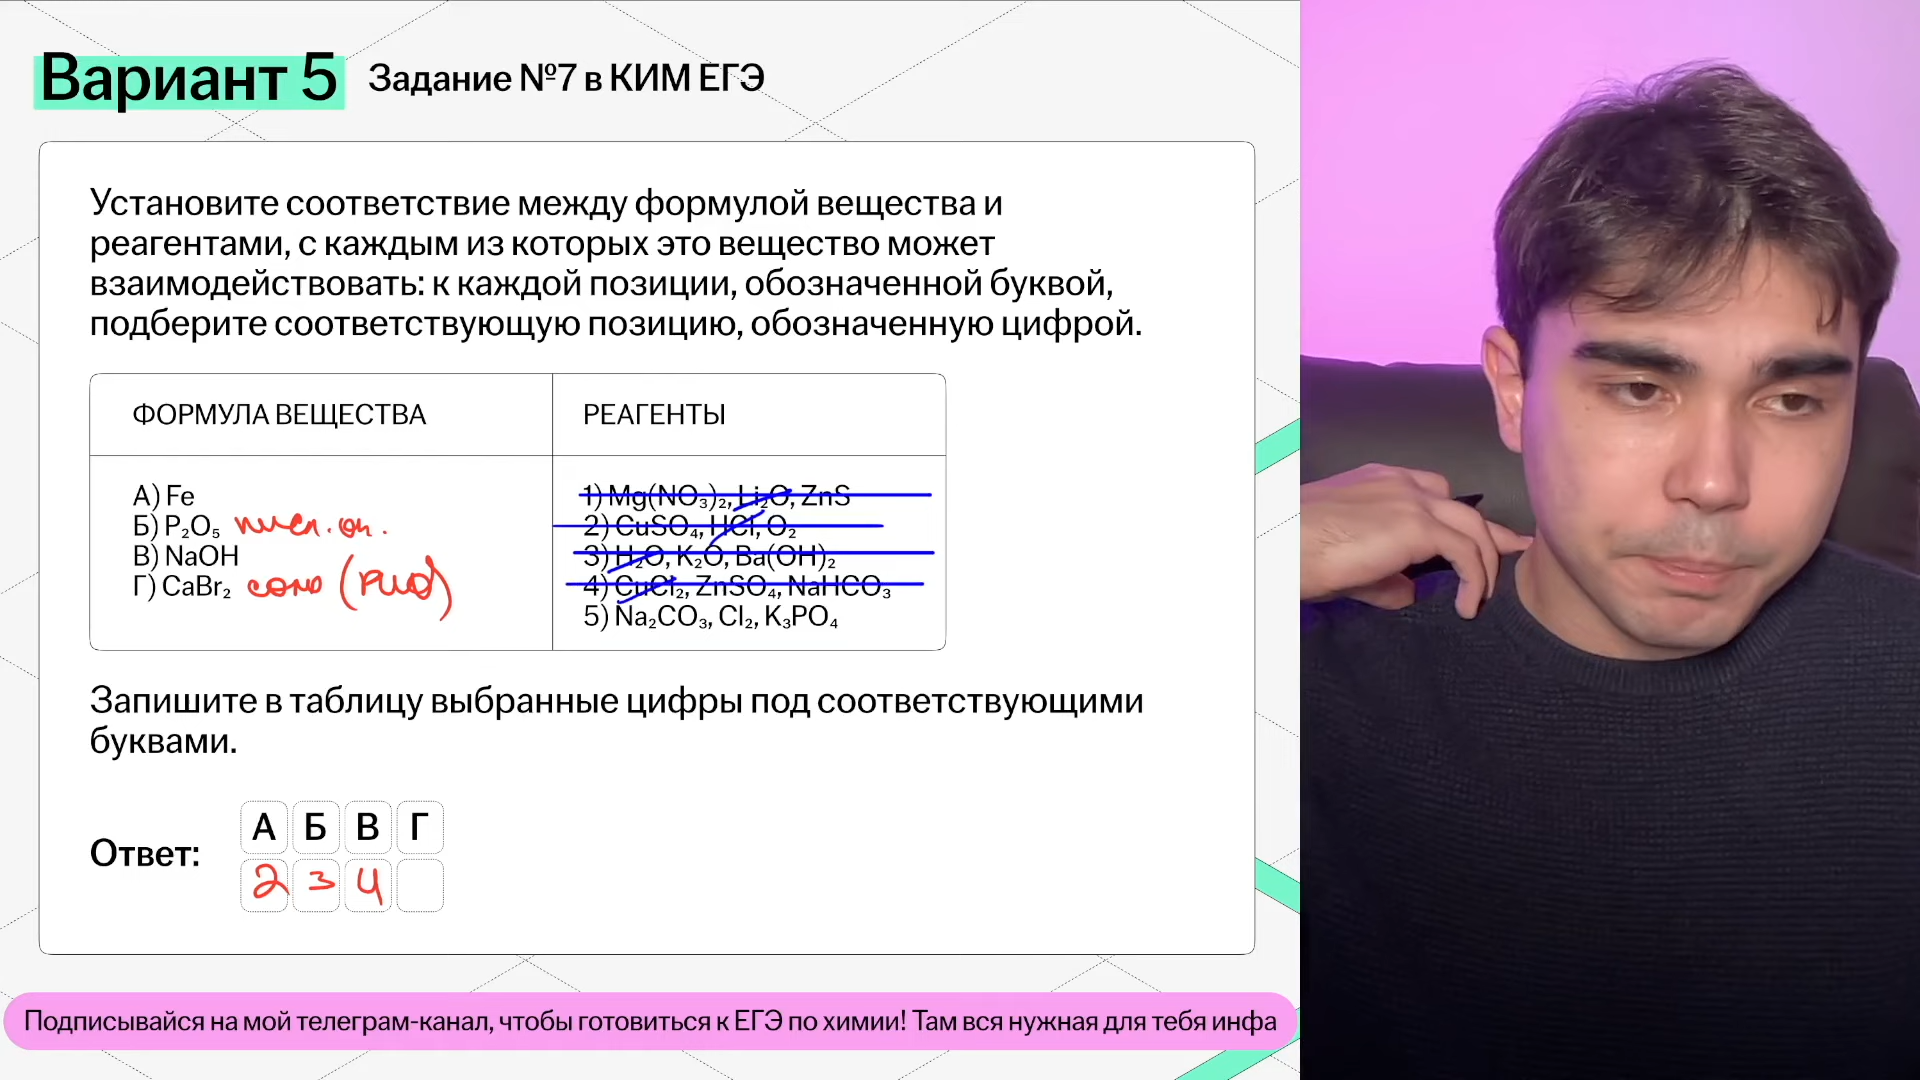 Вариант 5 Задание №7 в КИМ ЕГЭ
Установите соответствие между формулой вещества и
реагентами, с каждым из которых это вещество может
взаимодействовать: к каждой позиции, обозначенной буквой,
подберите соответствующую позицию, обозначенную цифрой.
ФОРМУЛА ВЕЩЕСТВА РЕАГЕНТЫ
А) Fe
Б) P₂O₅ кисл. ок.
В) NaOH
Г) CaBr₂ соль (РИО)
1) Mg(NO₃)₂, Li₂O, ZnS
2) CuSO₄, HCl, O₂
3) H₂O, K₂O, Ba(OH)₂
4) CuCl₂, ZnSO₄, NaHCO₃
5) Na₂CO₃, Cl₂, K₃PO₄
Запишите в таблицу выбранные цифры под соответствующими
буквами.
Ответ:
А Б В Г
2 3 4
Подписывайся на мой телеграм-канал, чтобы готовиться к ЕГЭ по химии! Там вся нужная для тебя инфа